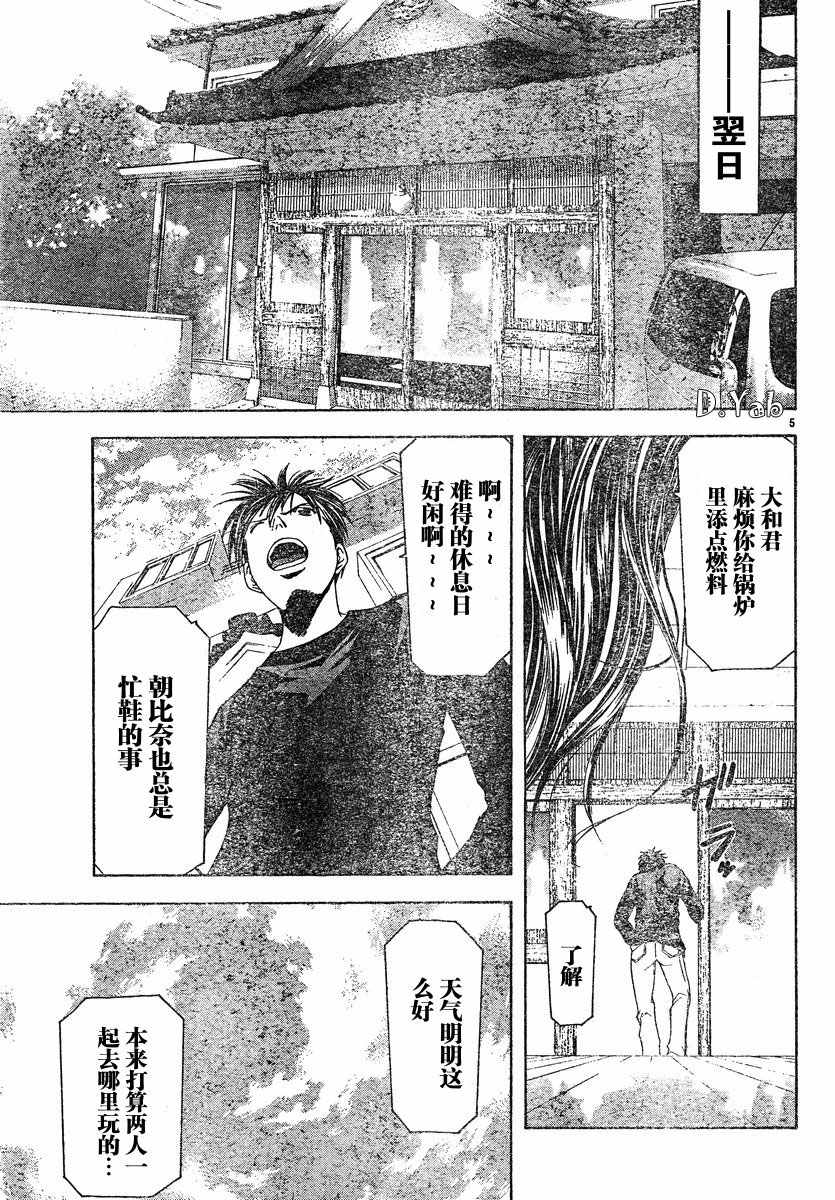 ——翌日
D.Yab
5
大和君
麻烦你给锅炉
里添点燃料
了解
啊~~~
难得的休息日
好闲啊~~~
朝比奈也总是
忙鞋的事
天气明明这
么好
本来打算两人一
起去哪里玩的…
ガラ